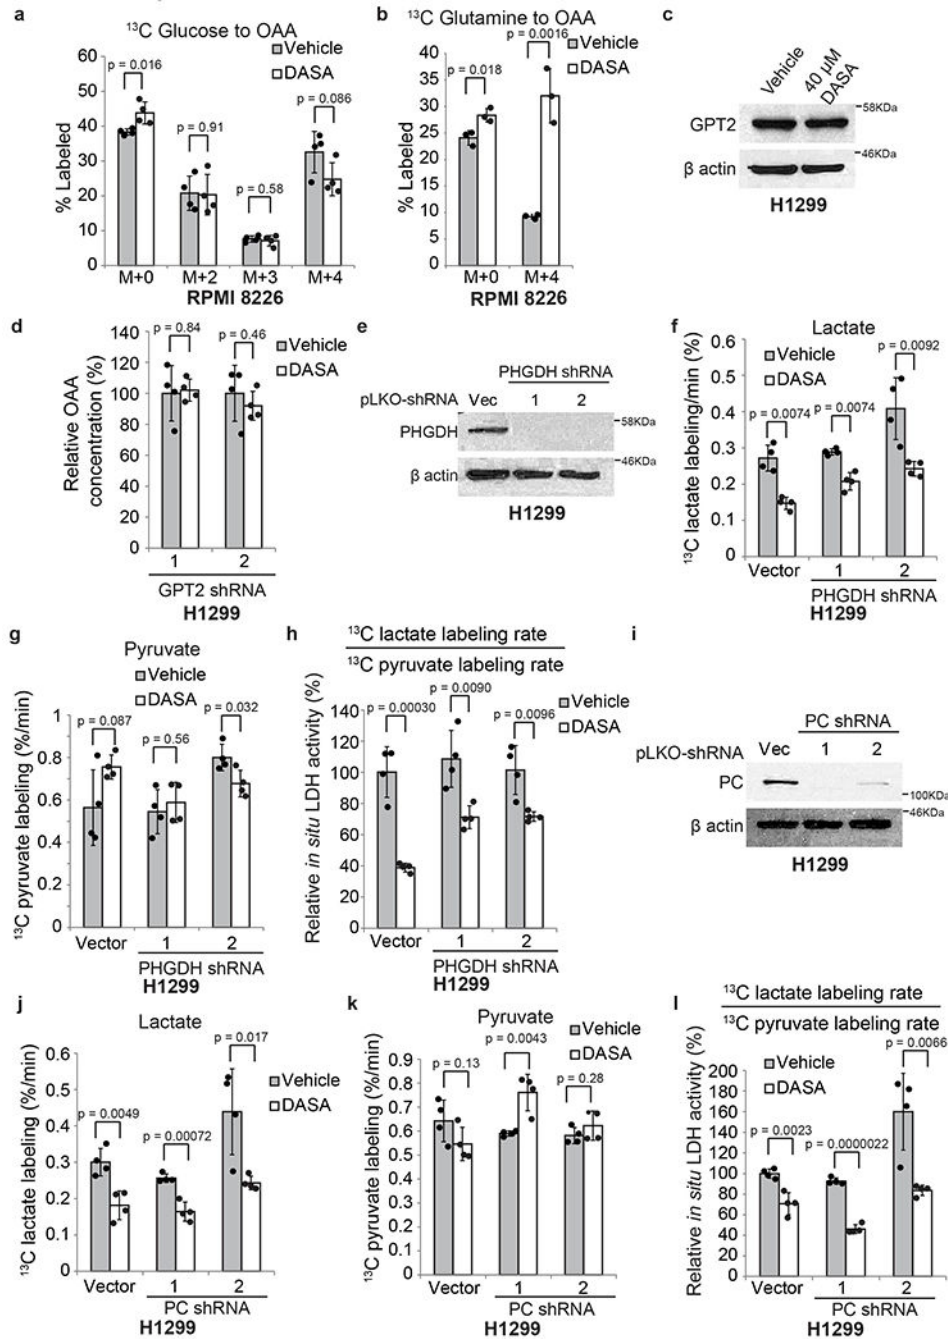 a
13C Glucose to OAA
Vehicle
DASA
% Labeled
60
50
40
30
20
10
0
p = 0.016
p = 0.91
p = 0.58
p = 0.086
M+0 M+2 M+3 M+4
RPMI 8226
b
13C Glutamine to OAA
Vehicle
DASA
% Labeled
40
35
30
25
20
15
10
5
0
p = 0.018
p = 0.0016
M+0 M+4
RPMI 8226
c
Vehicle
40 µM
DASA
GPT2
58KDa
46KDa
β actin
H1299
d
Vehicle
DASA
Relative OAA
concentration (%)
140
120
100
80
60
40
20
0
p = 0.84
p = 0.46
1 2
GPT2 shRNA
H1299
e
PHGDH shRNA
pLKO-shRNA Vec 1 2
PHGDH
58KDa
46KDa
β actin
H1299
f
Lactate
Vehicle
DASA
13C lactate labeling/min (%)
0.6
0.5
0.4
0.3
0.2
0.1
0
p = 0.0074
p = 0.0074
p = 0.0092
Vector 1 2
PHGDH shRNA
H1299
g
Pyruvate
Vehicle
DASA
13C pyruvate labeling (%/min)
1
0.8
0.6
0.4
0.2
0
p = 0.087
p = 0.56
p = 0.032
Vector 1 2
PHGDH shRNA
H1299
h
13C lactate labeling rate
13C pyruvate labeling rate
Vehicle
DASA
Relative in situ LDH activity (%)
140
120
100
80
60
40
20
0
p = 0.00030
p = 0.0090
p = 0.0096
Vector 1 2
PHGDH shRNA
H1299
i
PC shRNA
pLKO-shRNA Vec 1 2
PC
100KDa
46KDa
β actin
H1299
j
Lactate
Vehicle
DASA
13C lactate labeling (%/min)
0.6
0.5
0.4
0.3
0.2
0.1
0
p = 0.0049
p = 0.00072
p = 0.017
Vector 1 2
PC shRNA
H1299
k
Pyruvate
Vehicle
DASA
13C pyruvate labeling (%/min)
0.9
0.8
0.7
0.6
0.5
0.4
0.3
0.2
0.1
0
p = 0.13
p = 0.0043
p = 0.28
Vector 1 2
PC shRNA
H1299
l
13C lactate labeling rate
13C pyruvate labeling rate
Vehicle
DASA
Relative in situ LDH activity (%)
200
180
160
140
120
100
80
60
40
20
0
p = 0.0023
p = 0.0000022
p = 0.0066
Vector 1 2
PC shRNA
H1299